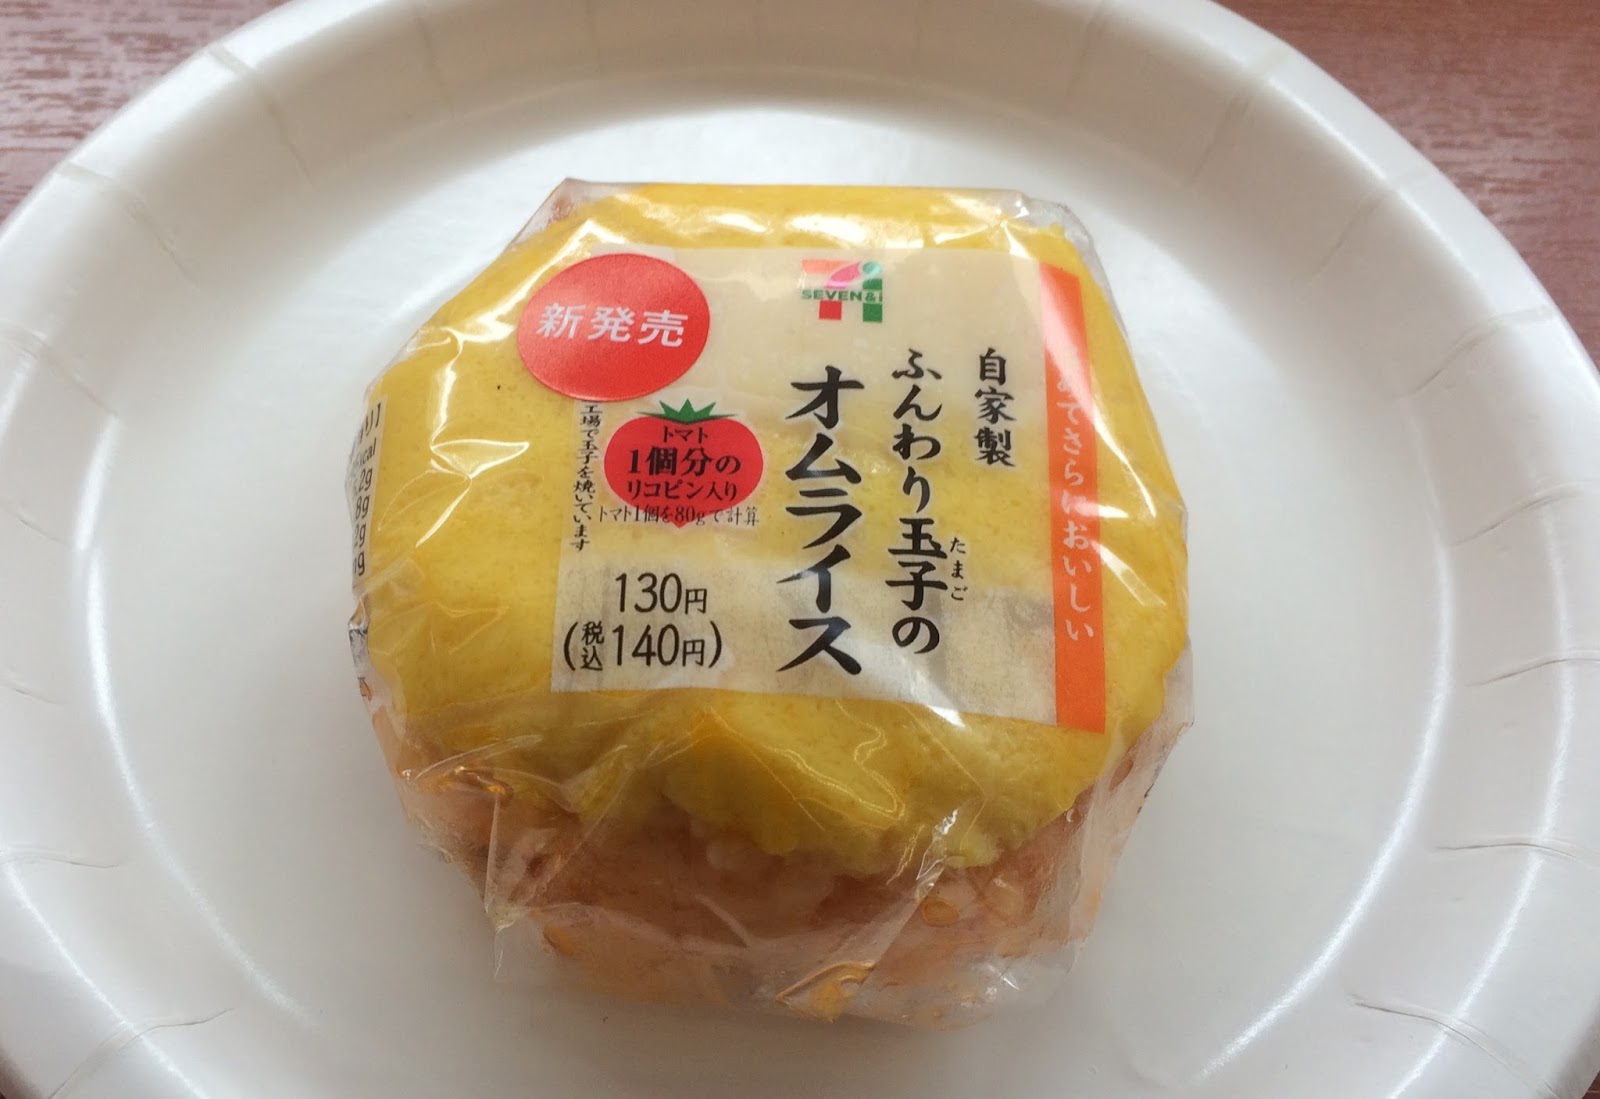 新発売
SEVEN&i
自家製
ふんわり玉子の
たまご
オムライス
てさらにおいしい
トマト
1個分の
リコピン入り
トマト1個を80gで計算
工場で玉子を焼いています
130円
(税込140円)